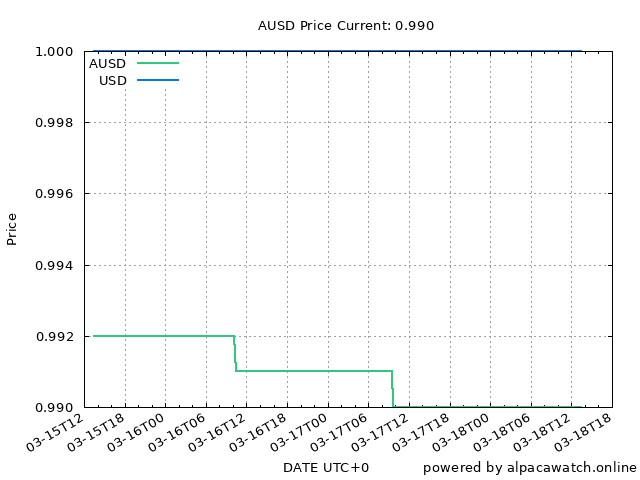 AUSD Price Current: 0.990
1.000
AUSD
USD
0.998
0.996
Price
0.994
0.992
0.990
03-15T12
03-15T18
03-16T00
03-16T06
03-16T12
03-16T18
03-17T00
03-17T06
03-17T12
03-17T18
03-18T00
03-18T06
03-18T12
03-18T18
DATE UTC+0
powered by alpacawatch.online